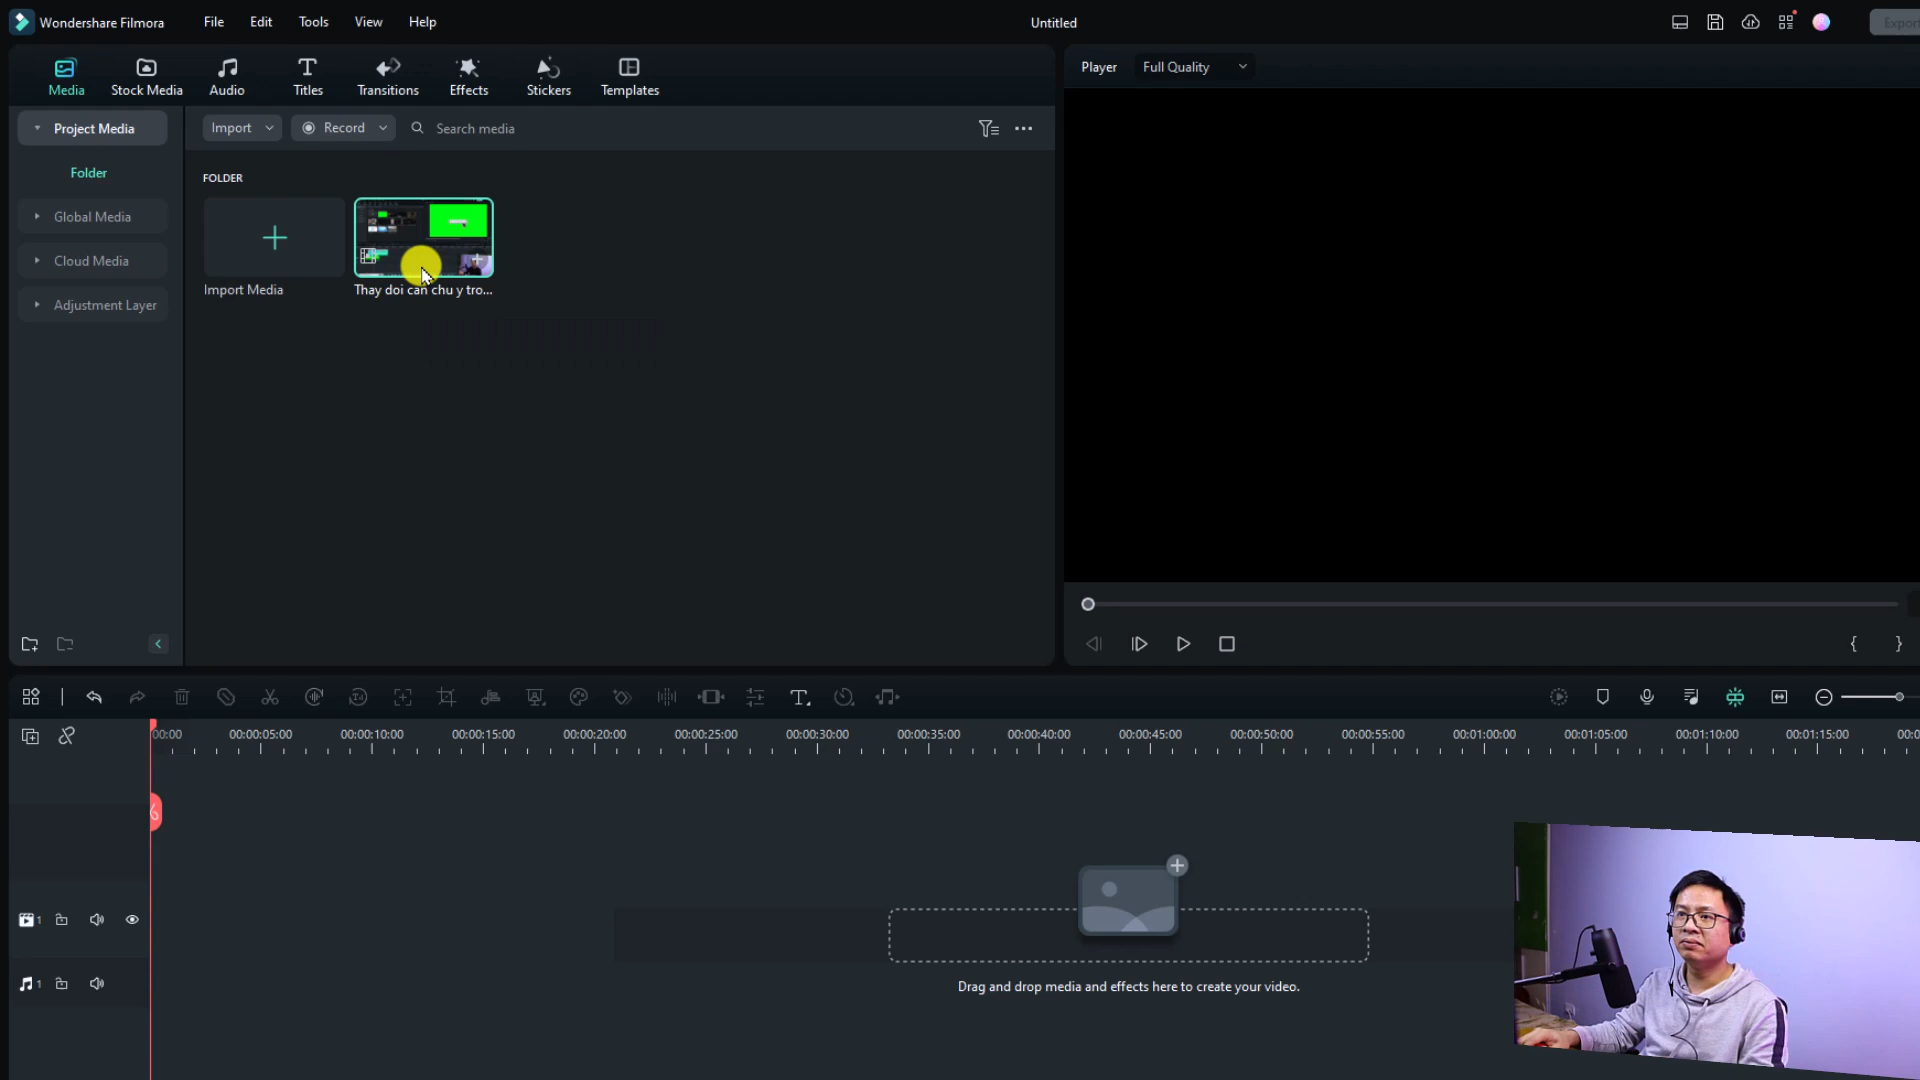 Wondershare Filmora File Edit Tools View Help Untitled Export
Media Stock Media Audio Titles Transitions Effects Stickers Templates
Player Full Quality
Project Media Import Record Search media
Folder
FOLDER
Global Media
Cloud Media
Adjustment Layer
Import Media Thay doi can chu y tro...
00:00 00:00:05:00 00:00:10:00 00:00:15:00 00:00:20:00 00:00:25:00 00:00:30:00 00:00:35:00 00:00:40:00 00:00:45:00 00:00:50:00 00:00:55:00 00:01:00:00 00:01:05:00 00:01:10:00 00:01:15:00 00:0
1
Drag and drop media and effects here to create your video.
1